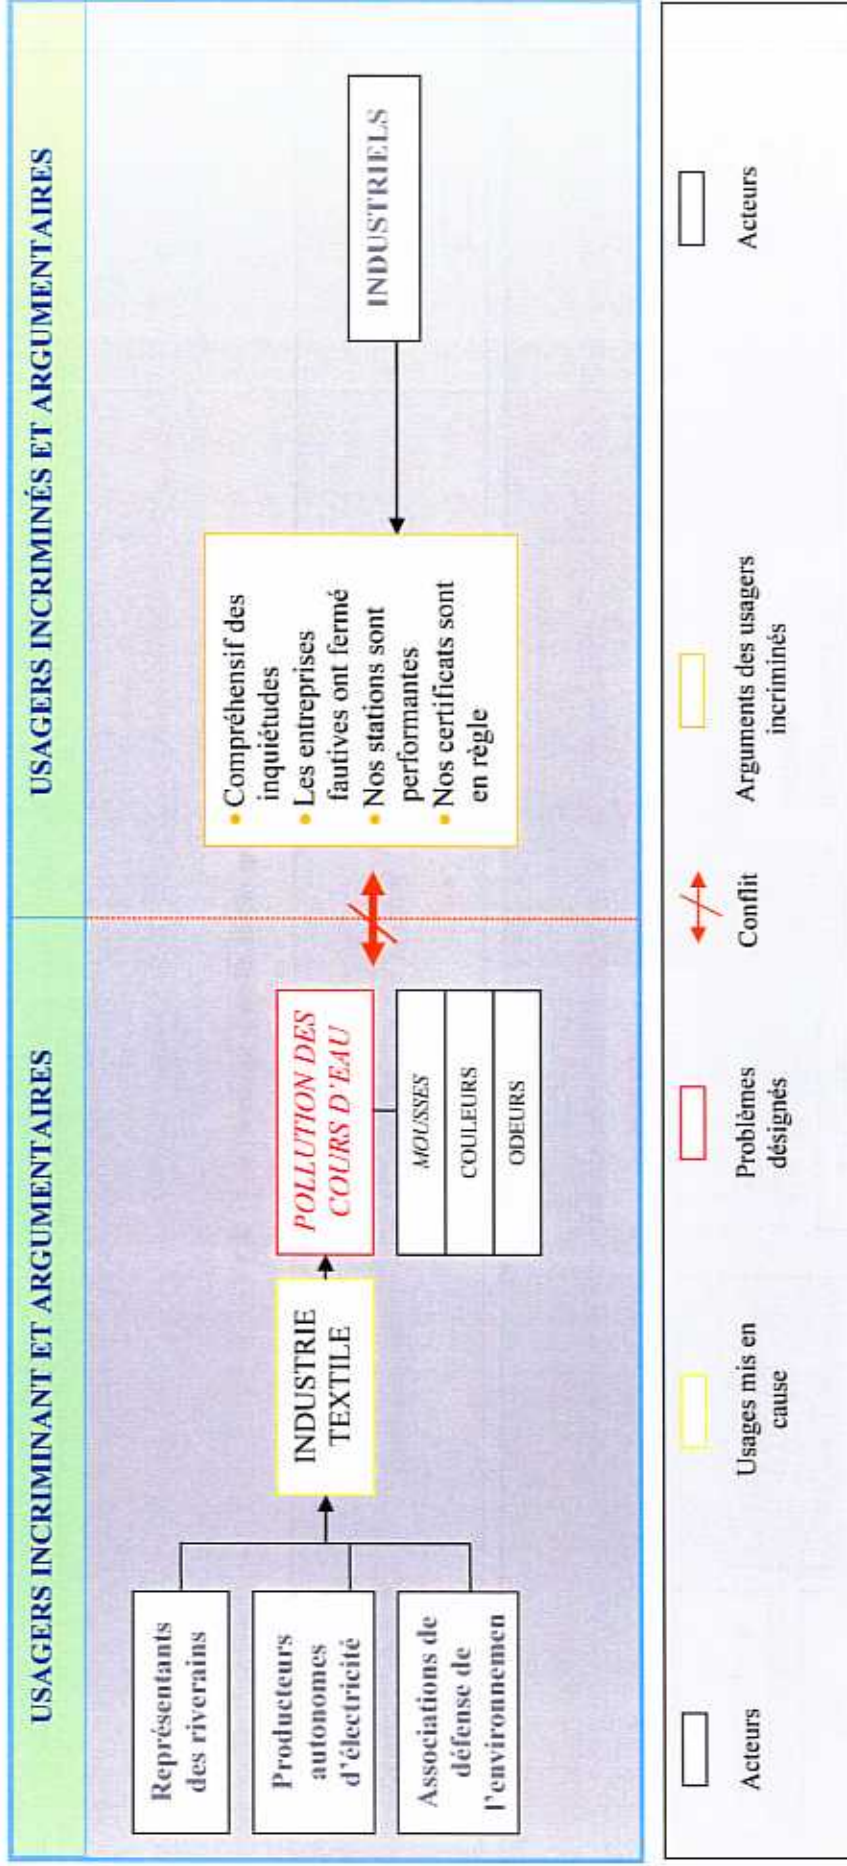 USAGERS INCRIMINANT ET ARGUMENTAIRES
USAGERS INCRIMINÉS ET ARGUMENTAIRES
Représentants
des riverains
Producteurs
autonomes
d'électricité
Associations de
défense de
l'environnemen
INDUSTRIE
TEXTILE
POLLUTION DES
COURS D'EAU
MOUSSES
COULEURS
ODEURS
• Compréhensif des
inquiétudes
• Les entreprises
fautives ont fermé
• Nos stations sont
performantes
• Nos certificats sont
en règle
INDUSTRIELS
Acteurs
Usages mis en
cause
Problèmes
désignés
Conflit
Arguments des usagers
incriminés
Acteurs